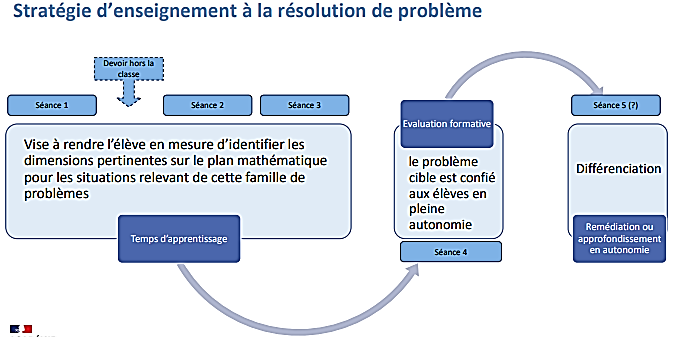 Stratégie d’enseignement à la résolution de problème
Devoir hors la
classe
Séance 1
Séance 2
Séance 3
Vise à rendre l’élève en mesure d’identifier les
dimensions pertinentes sur le plan mathématique
pour les situations relevant de cette famille de
problèmes
Temps d’apprentissage
Evaluation formative
le problème
cible est confié
aux élèves en
pleine
autonomie
Séance 4
Séance 5 (?)
Différenciation
Remédiation ou
approfondissement
en autonomie